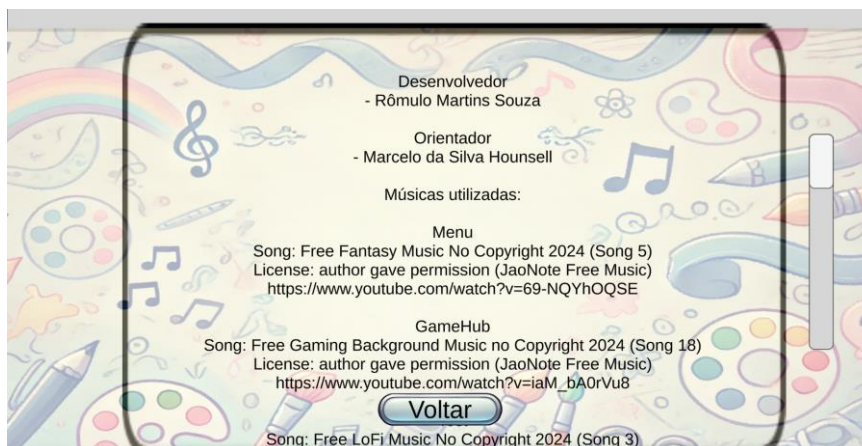 Desenvolvedor
- Rômulo Martins Souza
Orientador
- Marcelo da Silva Hounsell
Músicas utilizadas:
Menu
Song: Free Fantasy Music No Copyright 2024 (Song 5)
License: author gave permission (JaoNote Free Music)
https://www.youtube.com/watch?v=69-NQYhOQSE
GameHub
Song: Free Gaming Background Music no Copyright 2024 (Song 18)
License: author gave permission (JaoNote Free Music)
https://www.youtube.com/watch?v=iaM_bA0rVu8
Voltar
Song: Free LoFi Music No Copyright 2024 (Song 3)